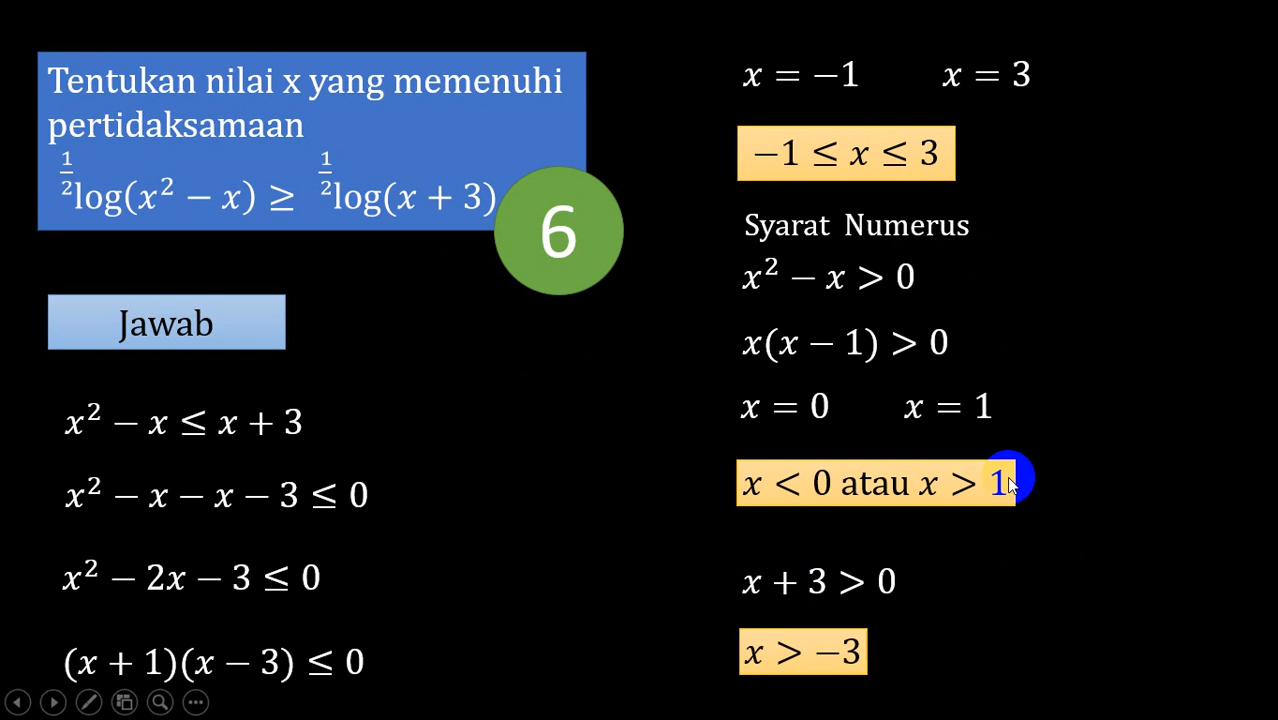 Tentukan nilai x yang memenuhi
pertidaksamaan
½log(x² − x) ≥ ½log(x + 3)
6
Jawab
x² − x ≤ x + 3
x² − x − x − 3 ≤ 0
x² − 2x − 3 ≤ 0
(x + 1)(x − 3) ≤ 0
x = −1 x = 3
−1 ≤ x ≤ 3
Syarat Numerus
x² − x > 0
x(x − 1) > 0
x = 0 x = 1
x < 0 atau x > 1
x + 3 > 0
x > −3